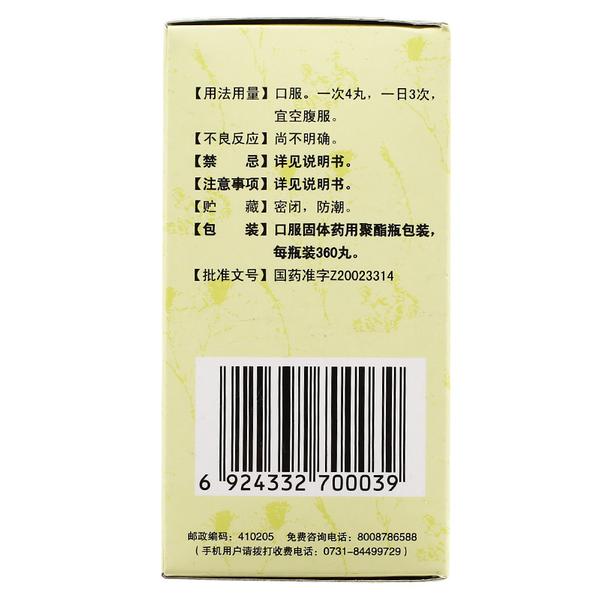 【用法用量】口服。一次4丸，一日3次，
宜空腹服。
【不良反应】尚不明确。
【禁 忌】详见说明书。
【注意事项】详见说明书。
【贮 藏】密闭，防潮。
【包 装】口服固体药用聚酯瓶包装，
每瓶装360丸。
【批准文号】国药准字Z20023314
6 924332 700039
邮政编码：410205 免费咨询电话：8008786588
（手机用户请拨打收费电话：0731-84499729）